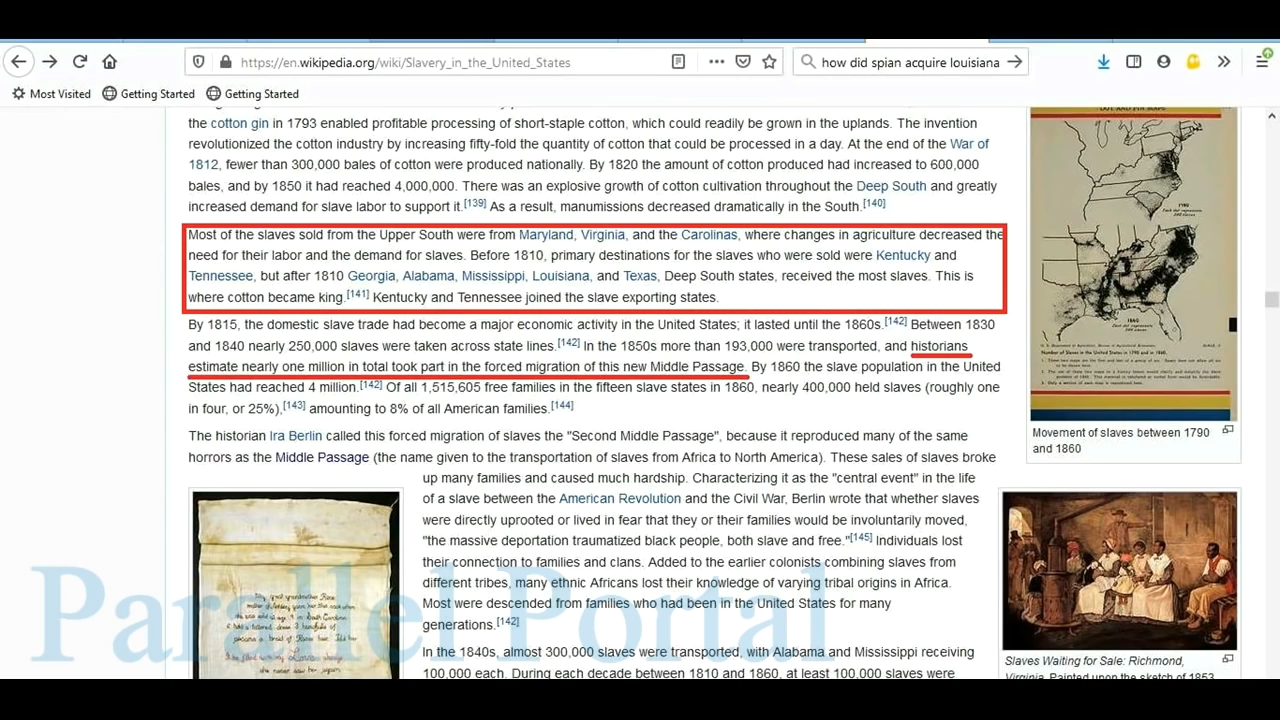 https://en.wikipedia.org/wiki/Slavery_in_the_United_States
how did spian acquire louisiana
Most Visited
Getting Started
Getting Started
the cotton gin in 1793 enabled profitable processing of short-staple cotton, which could readily be grown in the uplands. The invention
revolutionized the cotton industry by increasing fifty-fold the quantity of cotton that could be processed in a day. At the end of the War of
1812, fewer than 300,000 bales of cotton were produced nationally. By 1820 the amount of cotton produced had increased to 600,000
bales, and by 1850 it had reached 4,000,000. There was an explosive growth of cotton cultivation throughout the Deep South and greatly
increased demand for slave labor to support it.[139] As a result, manumissions decreased dramatically in the South.[140]
Most of the slaves sold from the Upper South were from Maryland, Virginia, and the Carolinas, where changes in agriculture decreased the
need for their labor and the demand for slaves. Before 1810, primary destinations for the slaves who were sold were Kentucky and
Tennessee, but after 1810 Georgia, Alabama, Mississippi, Louisiana, and Texas, Deep South states, received the most slaves. This is
where cotton became king.[141] Kentucky and Tennessee joined the slave exporting states.
By 1815, the domestic slave trade had become a major economic activity in the United States; it lasted until the 1860s.[142] Between 1830
and 1840 nearly 250,000 slaves were taken across state lines.[142] In the 1850s more than 193,000 were transported, and historians
estimate nearly one million in total took part in the forced migration of this new Middle Passage. By 1860 the slave population in the United
States had reached 4 million.[142] Of all 1,515,605 free families in the fifteen slave states in 1860, nearly 400,000 held slaves (roughly one
in four, or 25%),[143] amounting to 8% of all American families.[144]
The historian Ira Berlin called this forced migration of slaves the "Second Middle Passage", because it reproduced many of the same
horrors as the Middle Passage (the name given to the transportation of slaves from Africa to North America). These sales of slaves broke
up many families and caused much hardship. Characterizing it as the "central event" in the life
of a slave between the American Revolution and the Civil War, Berlin wrote that whether slaves
were directly uprooted or lived in fear that they or their families would be involuntarily moved,
"the massive deportation traumatized black people, both slave and free."[145] Individuals lost
their connection to families and clans. Added to the earlier colonists combining slaves from
different tribes, many ethnic Africans lost their knowledge of varying tribal origins in Africa.
Most were descended from families who had been in the United States for many
generations.[142]
In the 1840s, almost 300,000 slaves were transported, with Alabama and Mississippi receiving
100,000 each. During each decade between 1810 and 1860, at least 100,000 slaves were
1790
1860
Number of Slaves in the United States in 1790 and in 1860.
Movement of slaves between 1790
and 1860
Slaves Waiting for Sale: Richmond,
Virginia. Painted upon the sketch of 1853
Parallel Portal